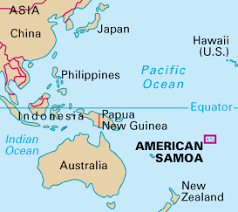 ASIA
China
Japan
Hawaii
(U.S.)
Pacific
Ocean
Philippines
Equator
Indonesia
Papua
New Guinea
Indian
Ocean
AMERICAN
SAMOA
Australia
New
Zealand